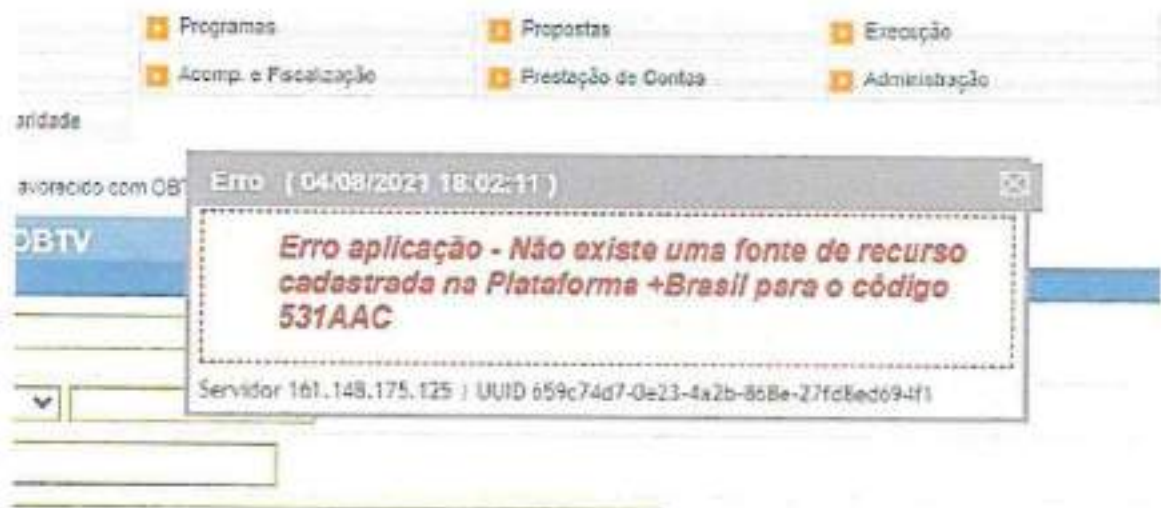 Programas
Propostas
Execução
Acomp. e Fiscalização
Prestação de Contas
Administração
aridade
avorecido com OBT
Erro ( 04/08/2021 18:02:11 )
OBTV
Erro aplicação - Não existe uma fonte de recurso
cadastrada na Plataforma +Brasil para o código
531AAC
Servidor 161.148.175.125 | UUID 659c74d7-0e23-4a2b-868e-27fd8ed694f1